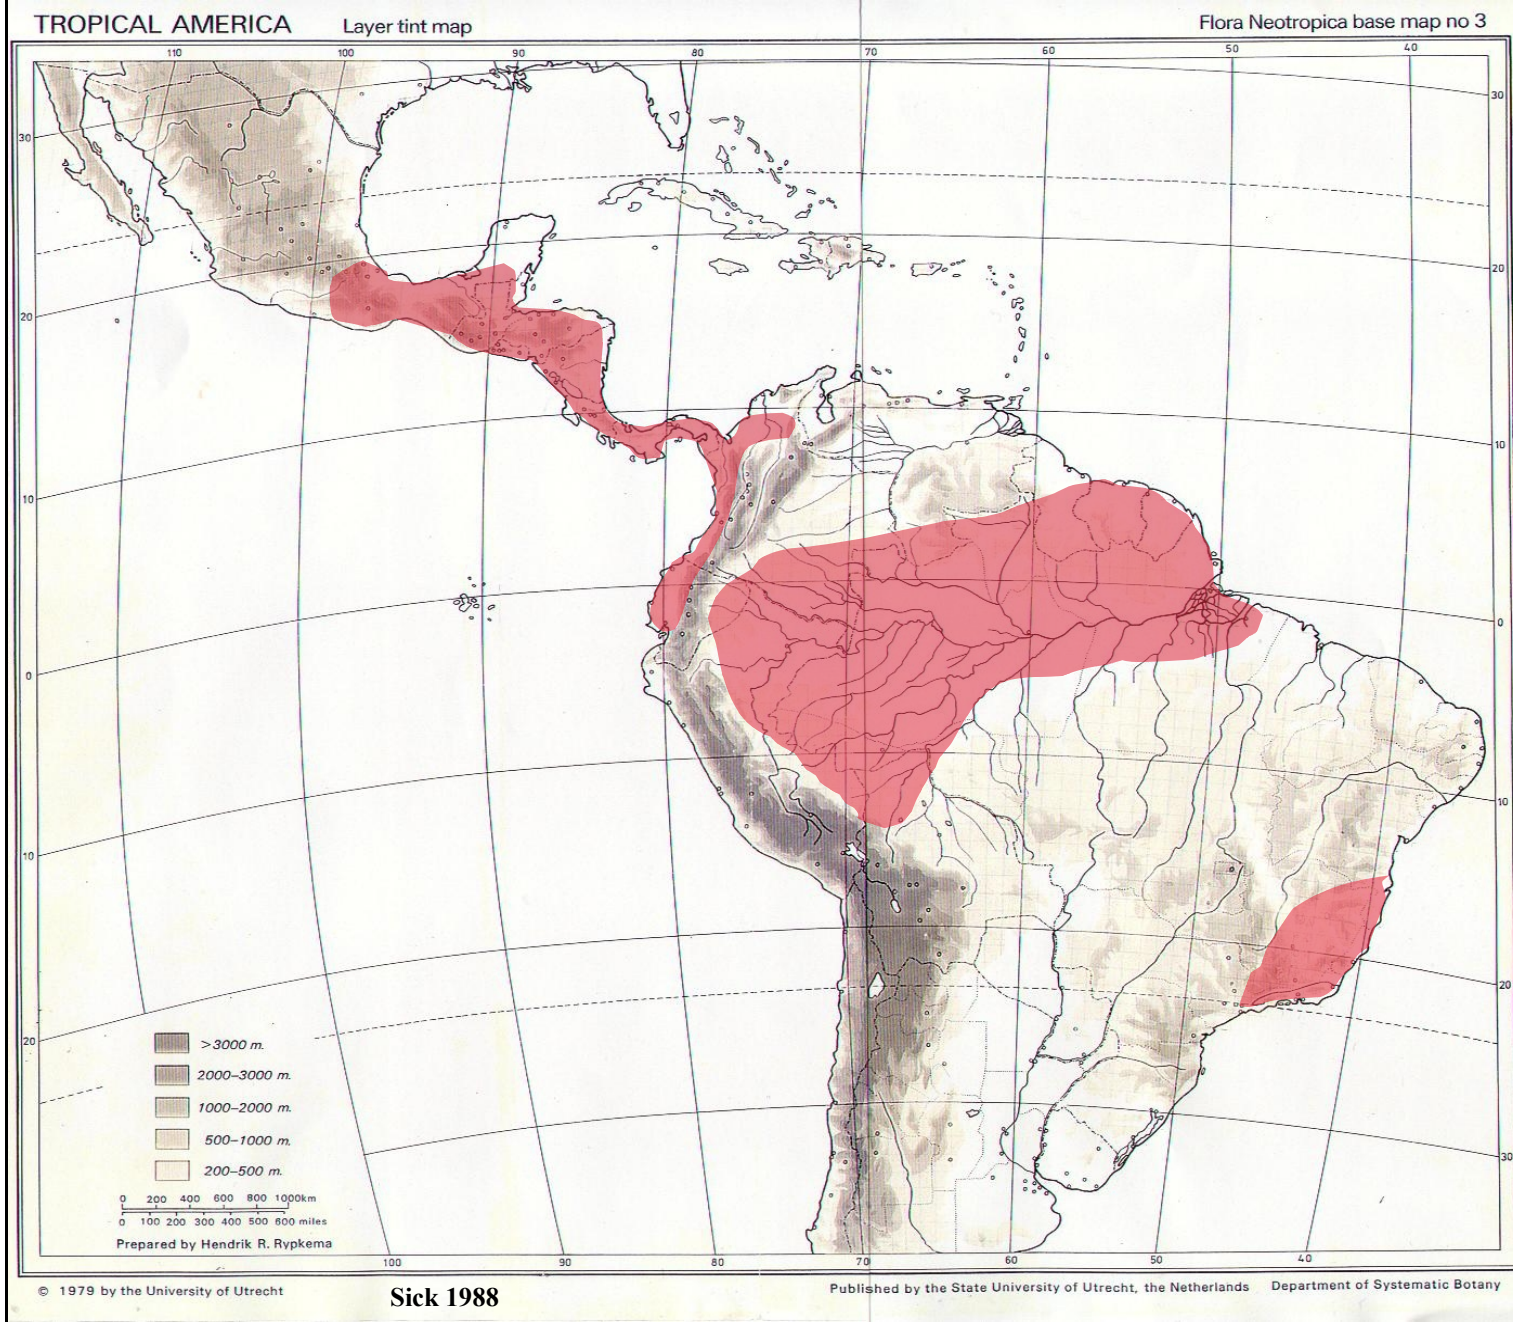 TROPICAL AMERICA Layer tint map Flora Neotropica base map no 3
110 100 90 80 70 60 50 40
30 30
20 20
10 10
0 0
10 10
20 20
30
>3000 m.
2000–3000 m.
1000–2000 m.
500–1000 m.
200–500 m.
0 200 400 600 800 1000km
0 100 200 300 400 500 600 miles
Prepared by Hendrik R. Rypkema
100 90 80 70 60 50 40
© 1979 by the University of Utrecht Sick 1988 Published by the State University of Utrecht, the Netherlands Department of Systematic Botany